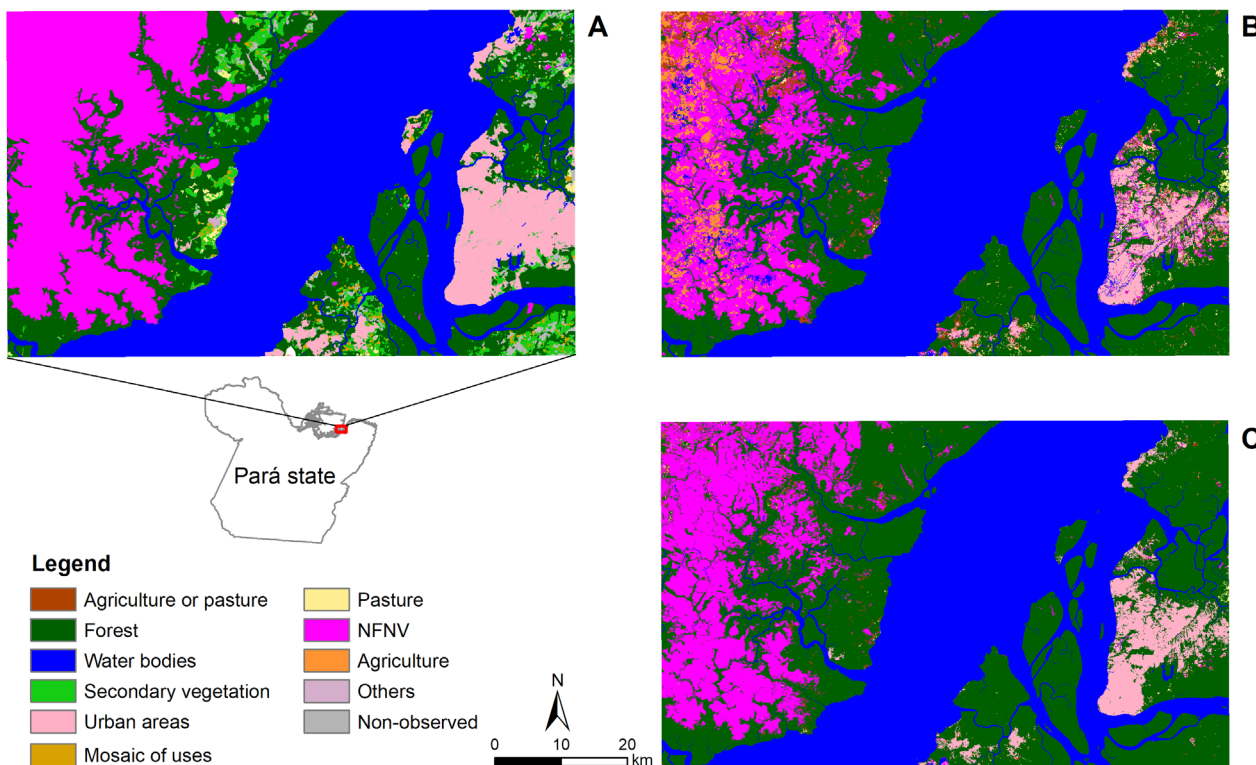 A
B
Pará state
C
Legend
Agriculture or pasture
Forest
Water bodies
Secondary vegetation
Urban areas
Mosaic of uses
Pasture
NFNV
Agriculture
Others
Non-observed
N
0 10 20
km